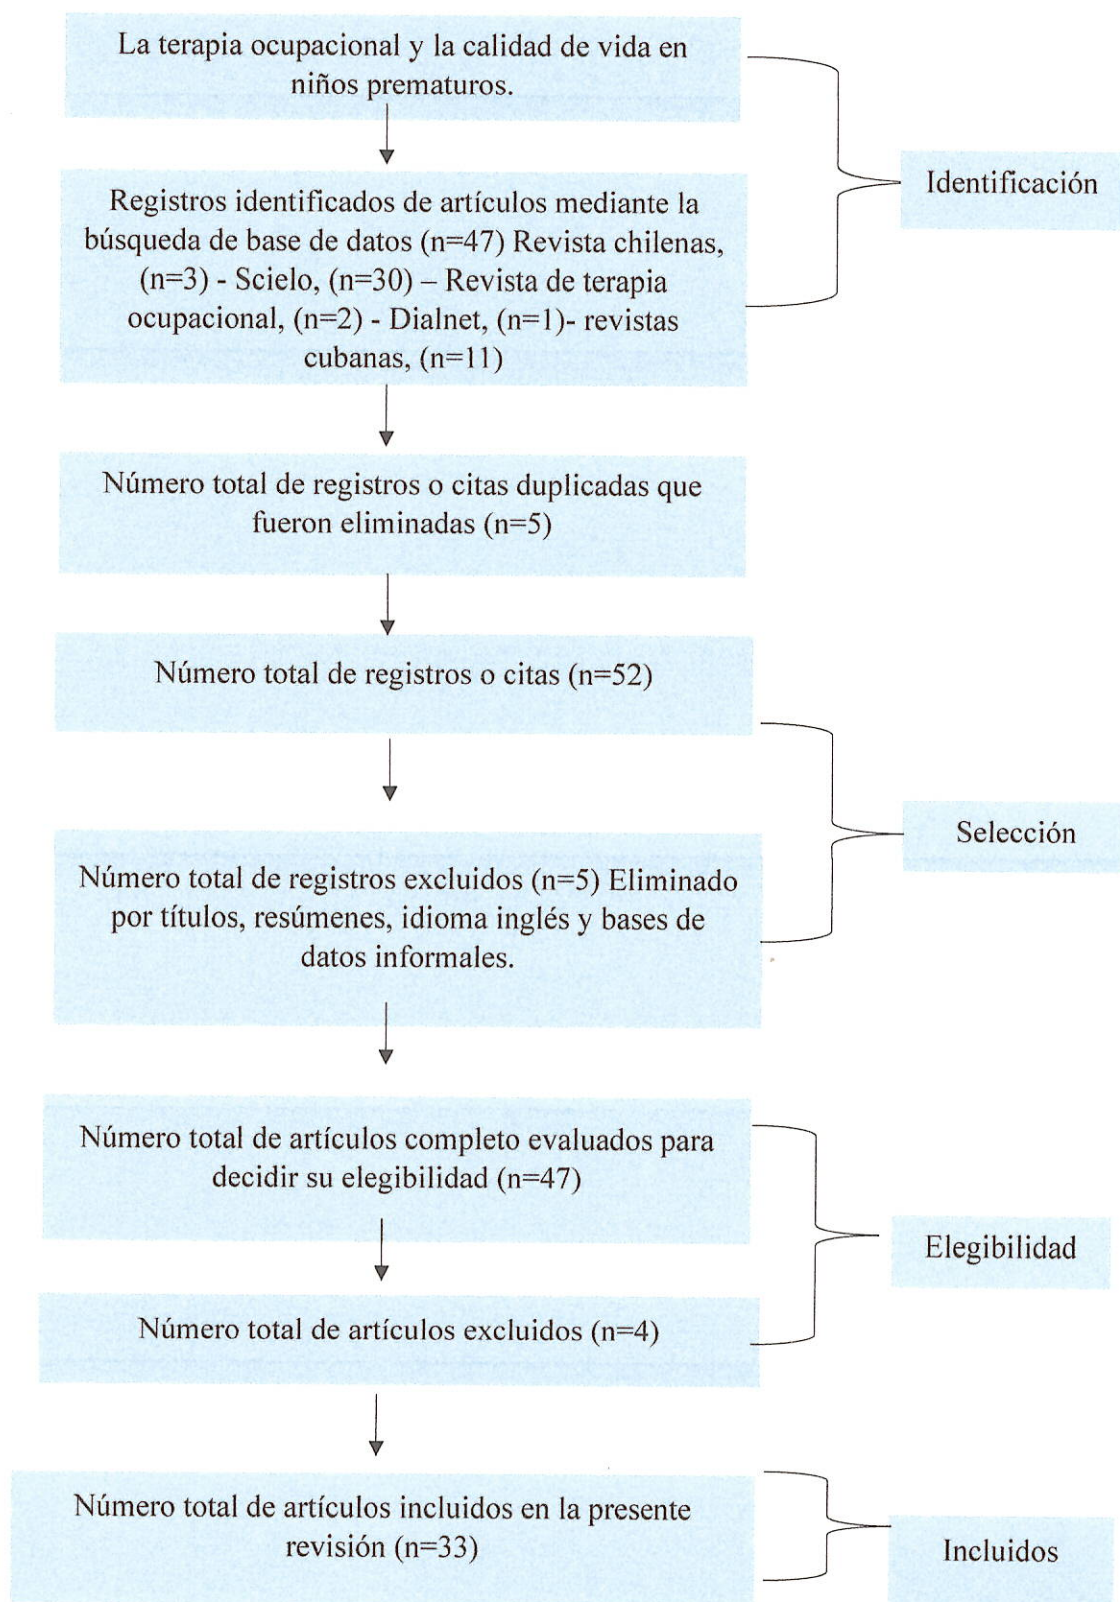 La terapia ocupacional y la calidad de vida en
niños prematuros.
Identificación
Registros identificados de artículos mediante la
búsqueda de base de datos (n=47) Revista chilenas,
(n=3) - Scielo, (n=30) – Revista de terapia
ocupacional, (n=2) - Dialnet, (n=1)- revistas
cubanas, (n=11)
Número total de registros o citas duplicadas que
fueron eliminadas (n=5)
Número total de registros o citas (n=52)
Selección
Número total de registros excluidos (n=5) Eliminado
por títulos, resúmenes, idioma inglés y bases de
datos informales.
Número total de artículos completo evaluados para
decidir su elegibilidad (n=47)
Elegibilidad
Número total de artículos excluidos (n=4)
Número total de artículos incluidos en la presente
revisión (n=33)
Incluidos